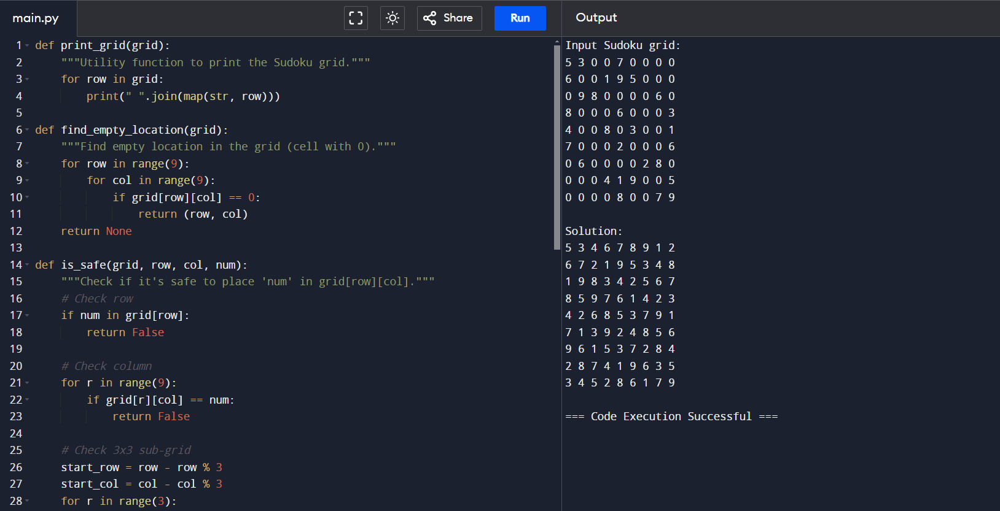 main.py
Share
Run
Output
1 def print_grid(grid):
2     """Utility function to print the Sudoku grid."""
3     for row in grid:
4         print(" ".join(map(str, row)))
5
6 def find_empty_location(grid):
7     """Find empty location in the grid (cell with 0)."""
8     for row in range(9):
9         for col in range(9):
10             if grid[row][col] == 0:
11                 return (row, col)
12     return None
13
14 def is_safe(grid, row, col, num):
15     """Check if it's safe to place 'num' in grid[row][col]."""
16     # Check row
17     if num in grid[row]:
18         return False
19
20     # Check column
21     for r in range(9):
22         if grid[r][col] == num:
23             return False
24
25     # Check 3x3 sub-grid
26     start_row = row - row % 3
27     start_col = col - col % 3
28     for r in range(3):
Input Sudoku grid:
5 3 0 0 7 0 0 0 0
6 0 0 1 9 5 0 0 0
0 9 8 0 0 0 0 6 0
8 0 0 0 6 0 0 0 3
4 0 0 8 0 3 0 0 1
7 0 0 0 2 0 0 0 6
0 6 0 0 0 0 2 8 0
0 0 0 4 1 9 0 0 5
0 0 0 0 8 0 0 7 9

Solution:
5 3 4 6 7 8 9 1 2
6 7 2 1 9 5 3 4 8
1 9 8 3 4 2 5 6 7
8 5 9 7 6 1 4 2 3
4 2 6 8 5 3 7 9 1
7 1 3 9 2 4 8 5 6
9 6 1 5 3 7 2 8 4
2 8 7 4 1 9 6 3 5
3 4 5 2 8 6 1 7 9

=== Code Execution Successful ===